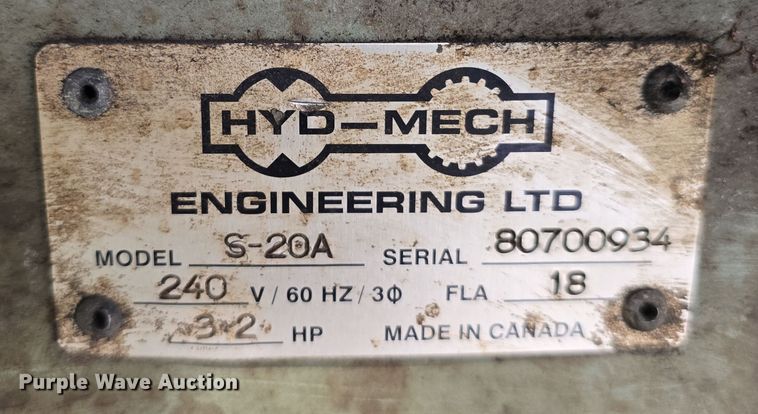 HYD-MECH
ENGINEERING LTD
MODEL S-20A SERIAL 80700934
240 V / 60 HZ / 3Φ FLA 18
3-2 HP MADE IN CANADA
Purple Wave Auction